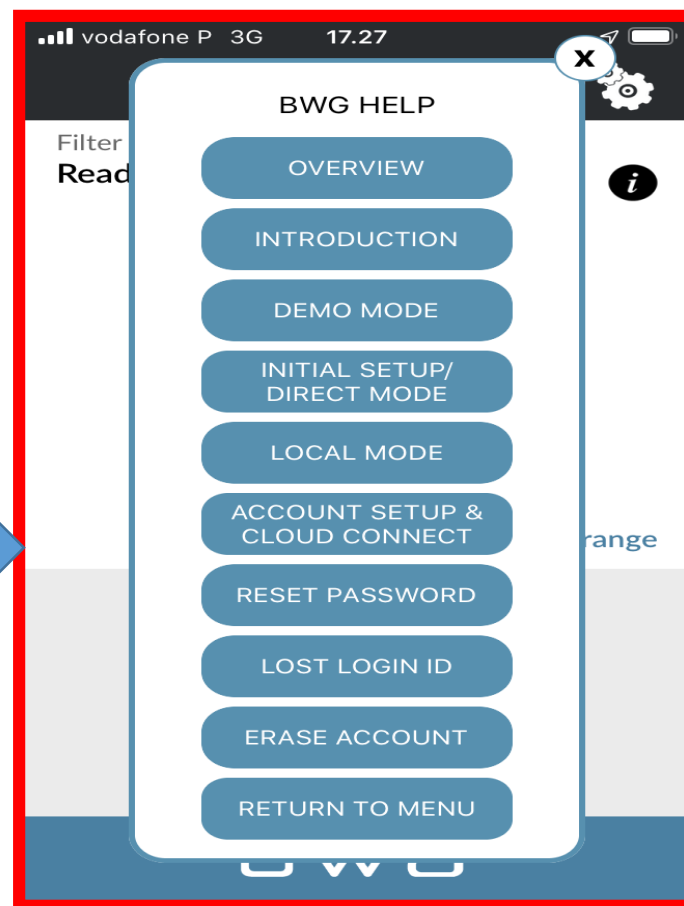 vodafone P 3G 17.27
X
BWG HELP
Filter
Read
i
OVERVIEW
INTRODUCTION
DEMO MODE
INITIAL SETUP/
DIRECT MODE
LOCAL MODE
ACCOUNT SETUP &
CLOUD CONNECT
range
RESET PASSWORD
LOST LOGIN ID
ERASE ACCOUNT
RETURN TO MENU